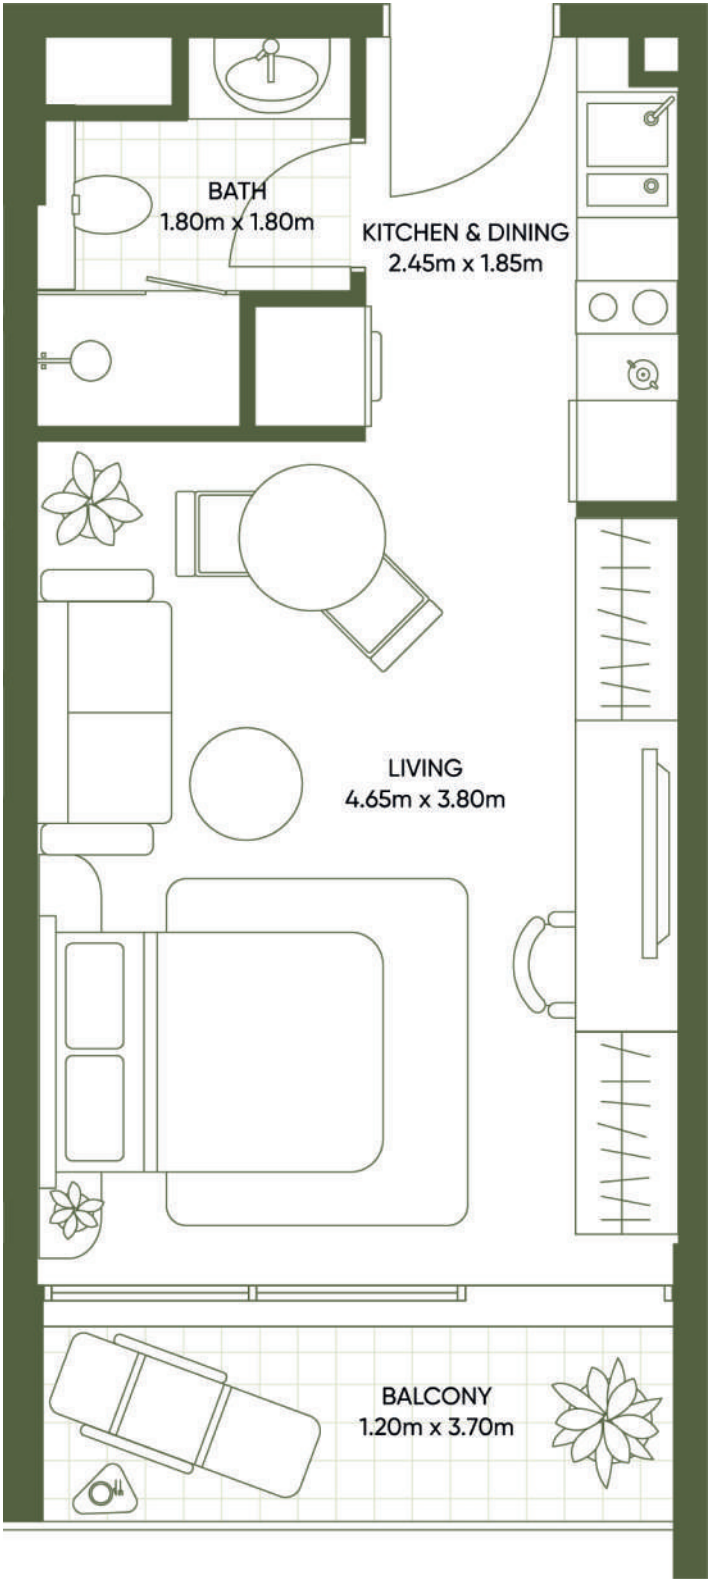 BATH
1.80m x 1.80m
KITCHEN & DINING
2.45m x 1.85m
LIVING
4.65m x 3.80m
BALCONY
1.20m x 3.70m